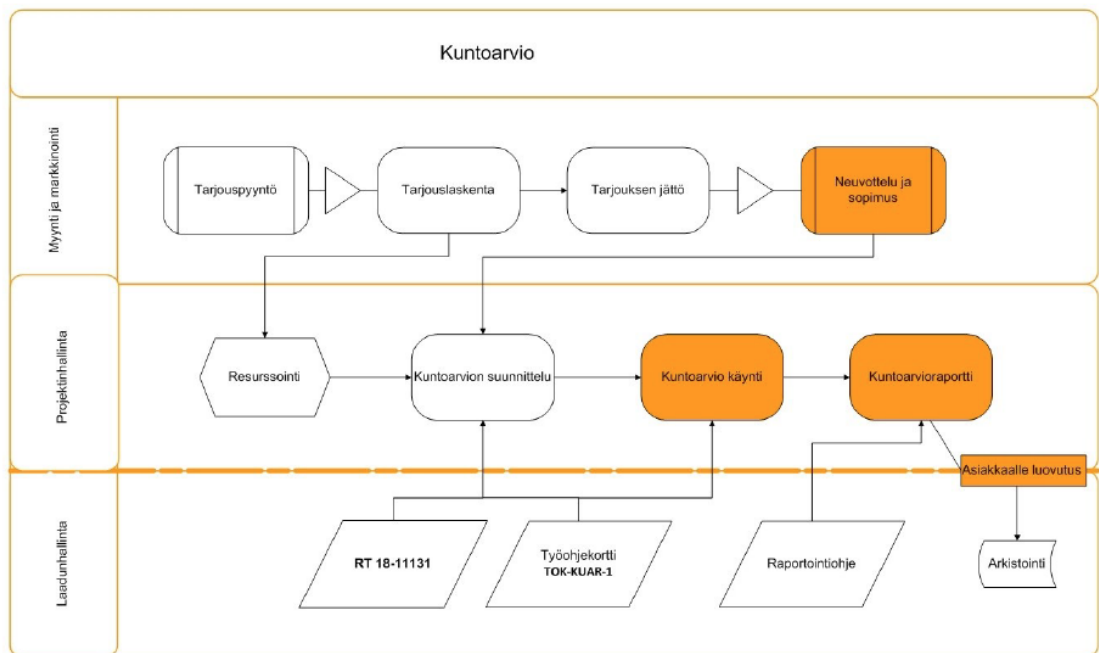 Kuntoarvio
Myynti ja markkinointi
Tarjouspyyntö
Tarjouslaskenta
Tarjouksen jättö
Neuvottelu ja
sopimus
Projektinhallinta
Resurssointi
Kuntoarvion suunnittelu
Kuntoarvio käynti
Kuntoarvioraportti
Asiakkaalle luovutus
Laadunhallinta
RT 18-11131
Työohjekortti
TOK-KUAR-1
Raportointiohje
Arkistointi